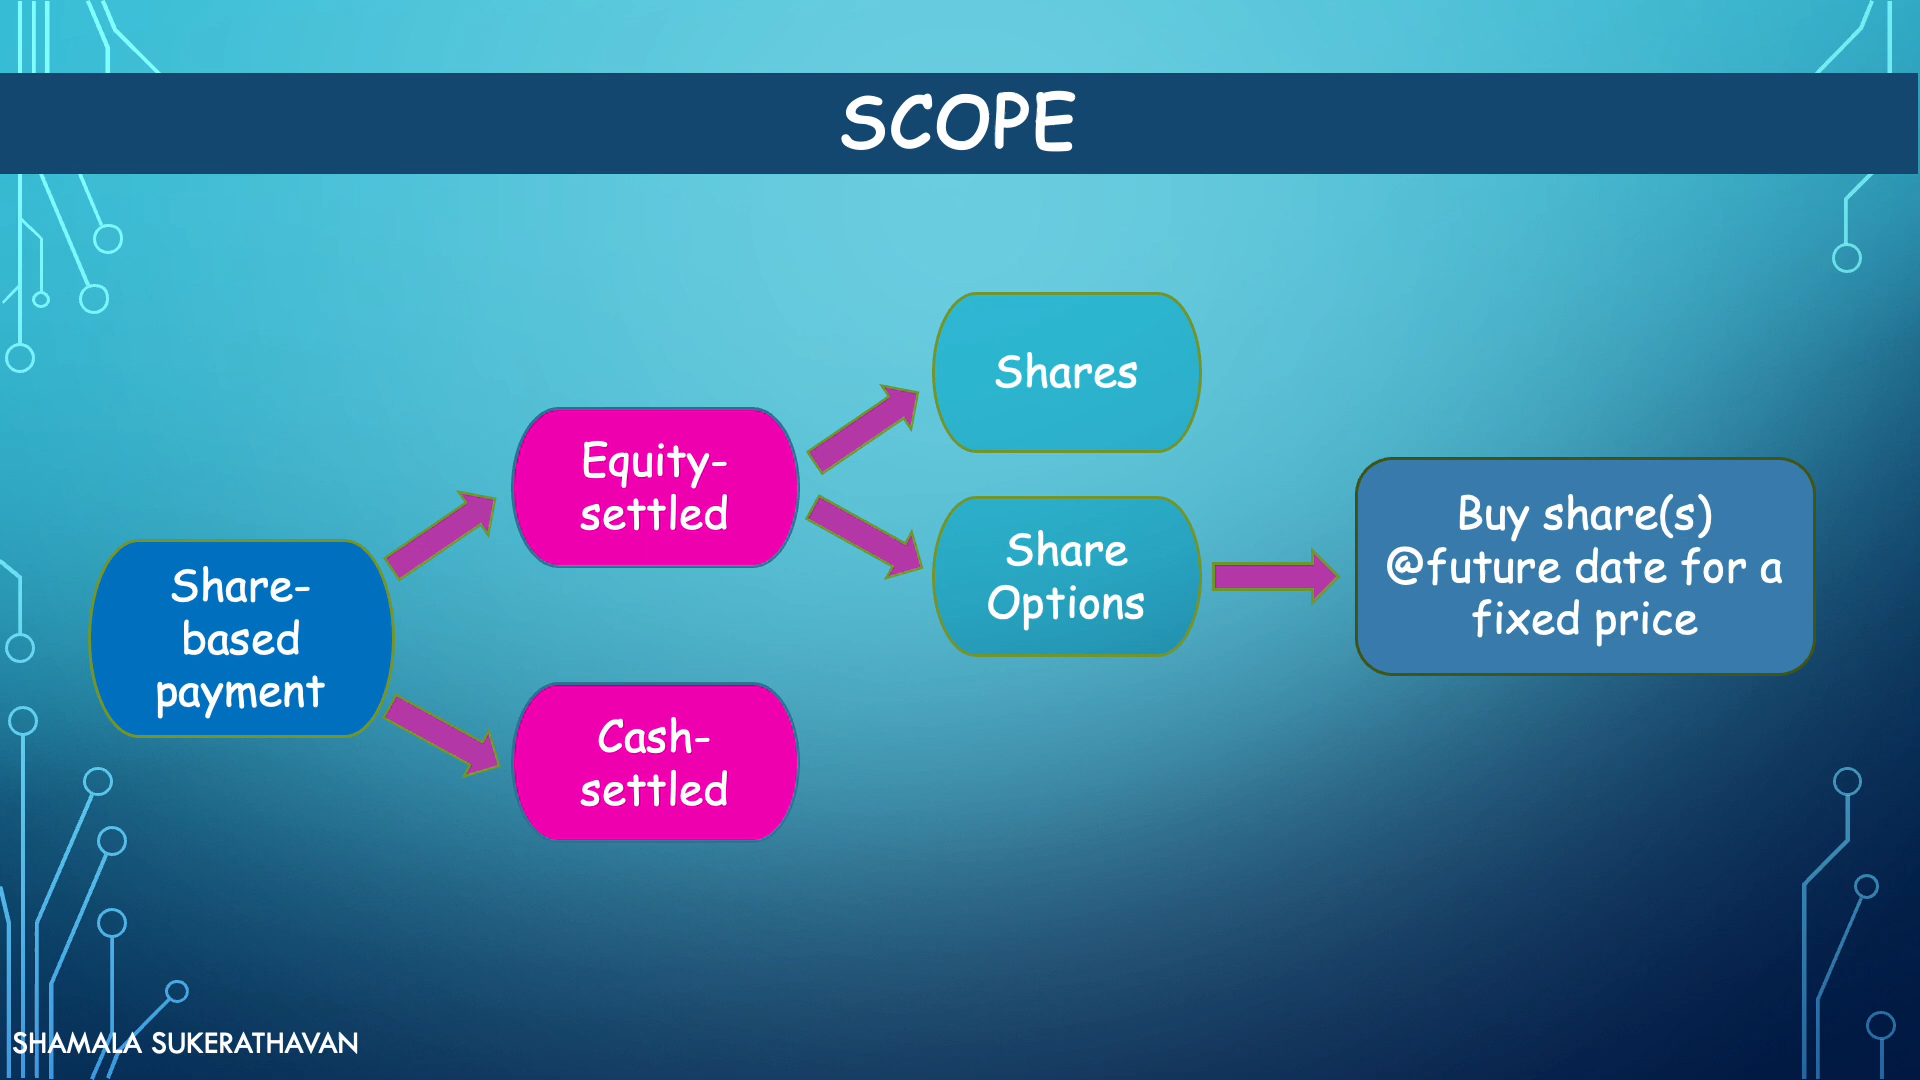 SCOPE
Shares
Equity-
settled
Share
Options
Buy share(s)
@future date for a
fixed price
Share-
based
payment
Cash-
settled
SHAMALA SUKERATHAVAN